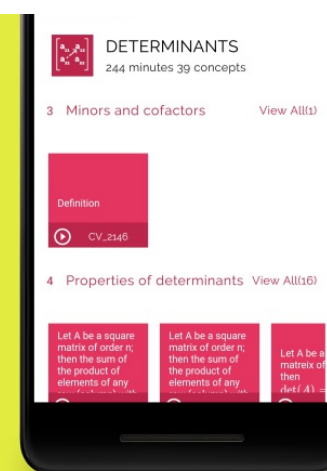 DETERMINANTS
244 minutes 39 concepts
3 Minors and cofactors View All(1)
Definition
CV_2146
4 Properties of determinants View All(16)
Let A be a square
matrix of order n;
then the sum of
the product of
elements of any
Let A be a square
matrix of order n;
then the sum of
the product of
elements of any
Let A be a
matreix of
then
det(A) =